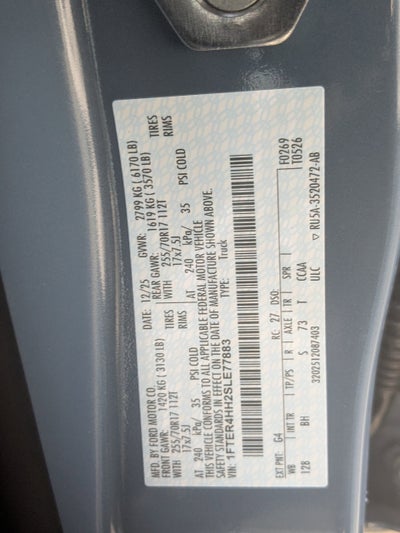 MFD. BY FORD MOTOR CO.
DATE: 12/25 GVWR: 2799 KG ( 6170 LB)
FRONT GAWR: 1420 KG ( 3130 LB) REAR GAWR: 1619 KG ( 3570 LB)
WITH 255/70R17 112T TIRES WITH 255/70R17 112T TIRES
17x7.5J RIMS 17x7.5J RIMS
AT 240 kPa/ 35 PSI COLD AT 240 kPa/ 35 PSI COLD
THIS VEHICLE CONFORMS TO ALL APPLICABLE FEDERAL MOTOR VEHICLE
SAFETY STANDARDS IN EFFECT ON THE DATE OF MANUFACTURE SHOWN ABOVE.
VIN: 1FTER4HH2SLE77883 TYPE: Truck
F0269
T0526
EXT PNT: G4 RC: 27 DSO:
WB INT TR TP/PS R AXLE TR SPR
12B BH S 73 T CCAA
3202512087403 ULC
▽ RU5A-3520472-AB